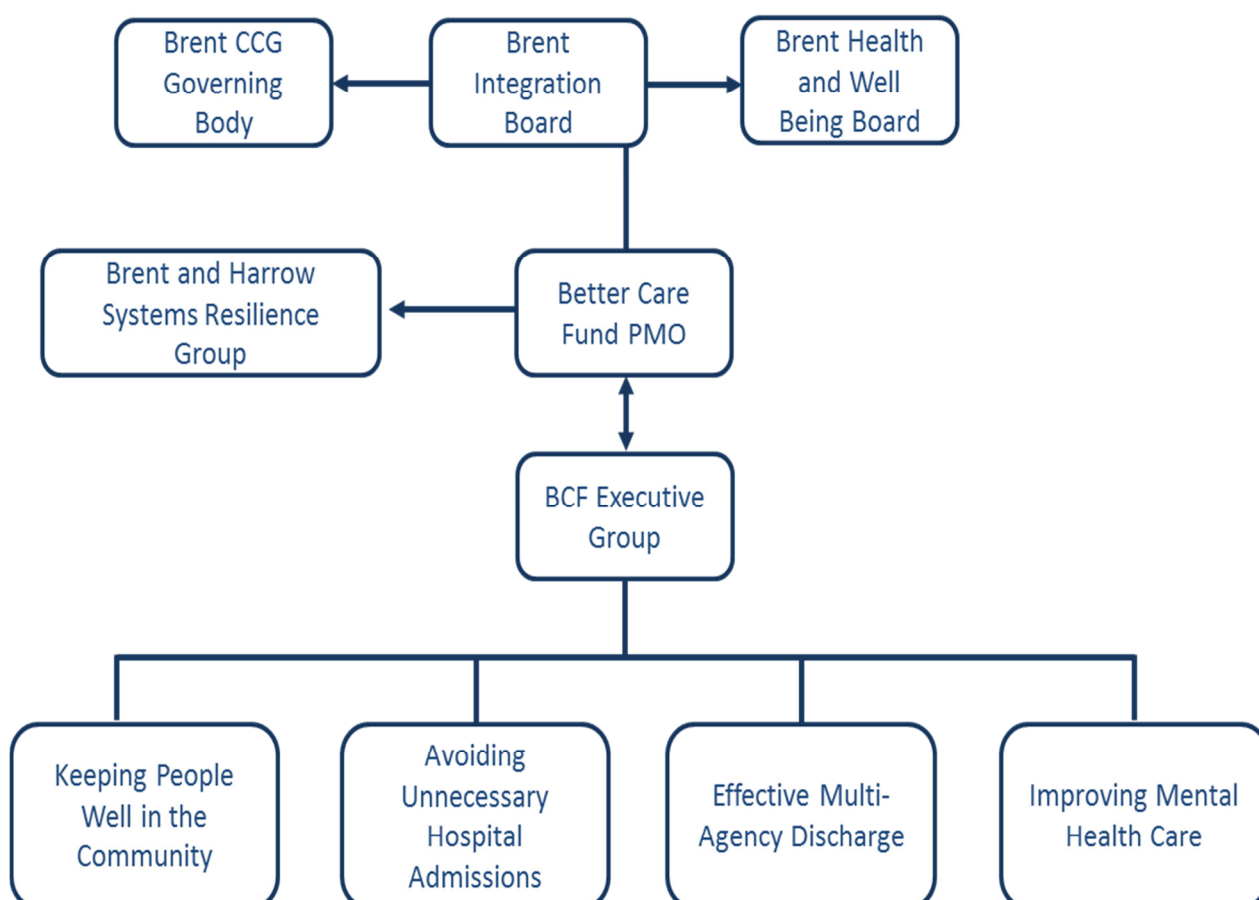 Brent CCG
Governing
Body
Brent
Integration
Board
Brent Health
and Well
Being Board
Brent and Harrow
Systems Resilience
Group
Better Care
Fund PMO
BCF Executive
Group
Keeping People
Well in the
Community
Avoiding
Unnecessary
Hospital
Admissions
Effective Multi-
Agency Discharge
Improving Mental
Health Care